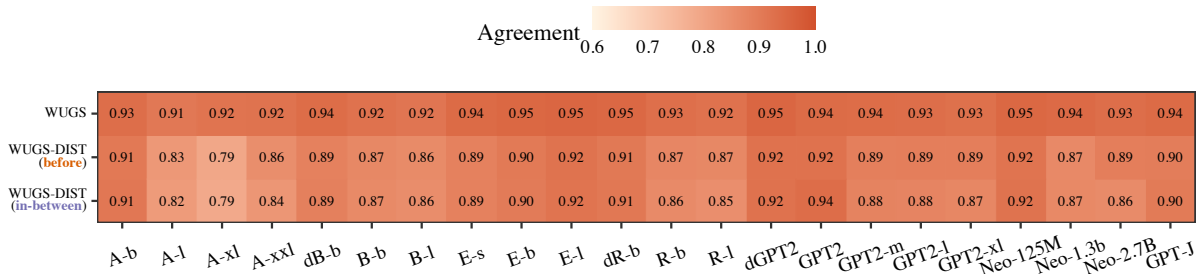 Agreement
0.6 0.7 0.8 0.9 1.0
WUGS 0.93 0.91 0.92 0.92 0.94 0.92 0.92 0.94 0.95 0.95 0.95 0.93 0.92 0.95 0.94 0.94 0.93 0.93 0.95 0.94 0.93 0.94
WUGS-DIST
(before) 0.91 0.83 0.79 0.86 0.89 0.87 0.86 0.89 0.90 0.92 0.91 0.87 0.87 0.92 0.92 0.89 0.89 0.89 0.92 0.87 0.89 0.90
WUGS-DIST
(in-between) 0.91 0.82 0.79 0.84 0.89 0.87 0.86 0.89 0.90 0.92 0.91 0.86 0.85 0.92 0.94 0.88 0.88 0.87 0.92 0.87 0.86 0.90
A-b A-l A-xl A-xxl dB-b B-b B-l E-s E-b E-l dR-b R-b R-l dGPT2 GPT2 GPT2-m GPT2-l GPT2-xl Neo-125M Neo-1.3b Neo-2.7B GPT-J